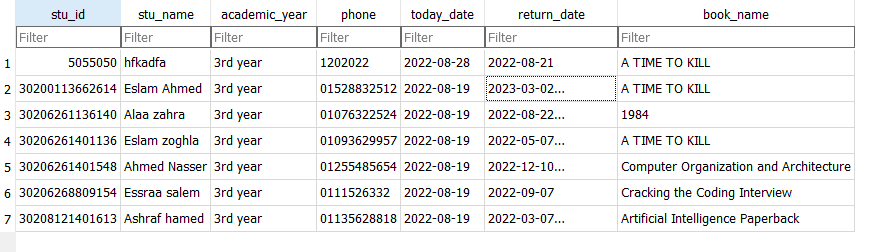 stu_id stu_name academic_year phone today_date return_date book_name
Filter Filter Filter Filter Filter Filter Filter
1 5055050 hfkadfa 3rd year 1202022 2022-08-28 2022-08-21 A TIME TO KILL
2 30200113662614 Eslam Ahmed 3rd year 01528832512 2022-08-19 2023-03-02... A TIME TO KILL
3 30206261136140 Alaa zahra 3rd year 01076322524 2022-08-19 2022-08-22... 1984
4 30206261401136 Eslam zoghla 3rd year 01093629957 2022-08-19 2022-05-07... A TIME TO KILL
5 30206261401548 Ahmed Nasser 3rd year 01255485654 2022-08-19 2022-12-10... Computer Organization and Architecture
6 30206268809154 Essraa salem 3rd year 0111526332 2022-08-19 2022-09-07 Cracking the Coding Interview
7 30208121401613 Ashraf hamed 3rd year 01135628818 2022-08-19 2022-03-07... Artificial Intelligence Paperback